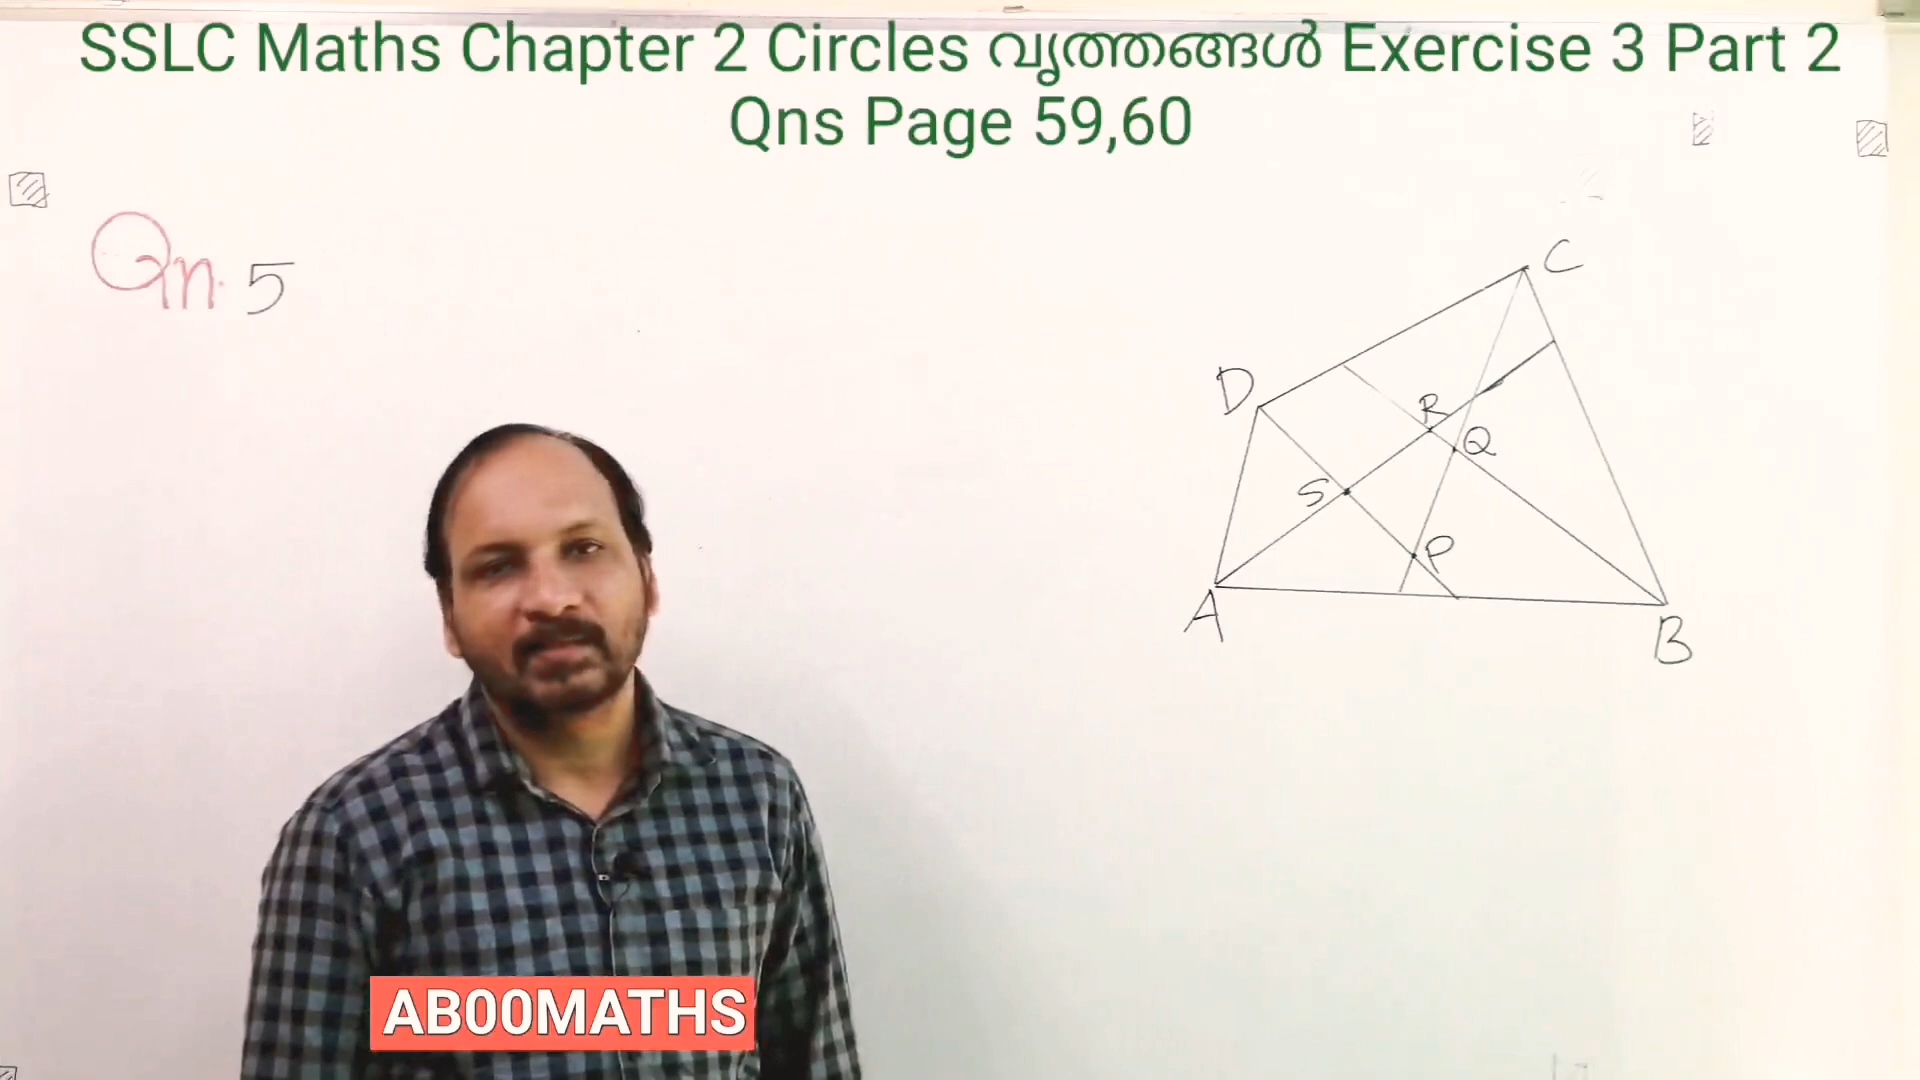 SSLC Maths Chapter 2 Circles വൃത്തങ്ങൾ Exercise 3 Part 2
Qns Page 59,60
Qn. 5
C
D
R
Q
S
P
A
B
AB00MATHS